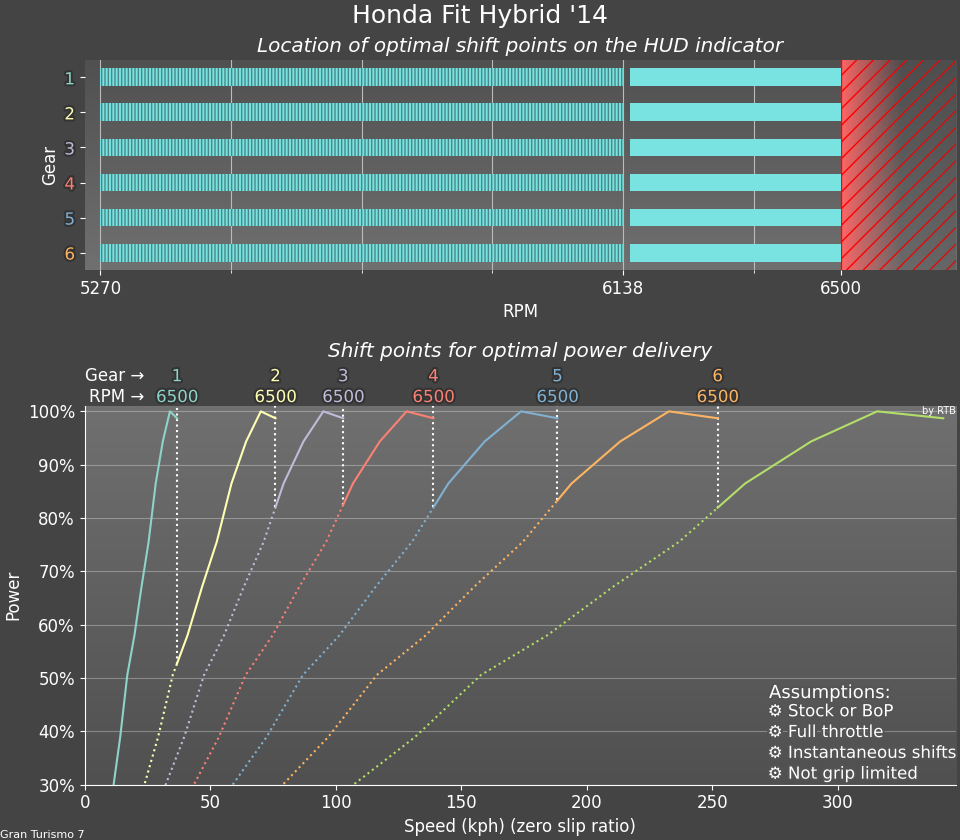 Honda Fit Hybrid '14
Location of optimal shift points on the HUD indicator
Gear
1
2
3
4
5
6
5270 6138 6500
RPM
Shift points for optimal power delivery
Gear → 1 2 3 4 5 6
RPM → 6500 6500 6500 6500 6500 6500
by RTB
Power
100%
90%
80%
70%
60%
50%
40%
30%
Assumptions:
⚙ Stock or BoP
⚙ Full throttle
⚙ Instantaneous shifts
⚙ Not grip limited
0 50 100 150 200 250 300
Speed (kph) (zero slip ratio)
Gran Turismo 7